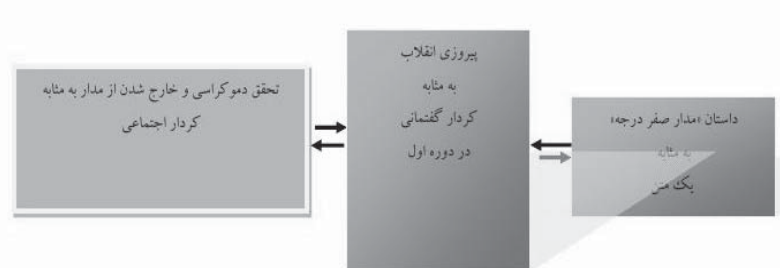 داستان «مدار صفر درجه»
به مثابه
یک متن
پیروزی انقلاب
به مثابه
کردار گفتمانی
در دوره اول
تحقق دموکراسی و خارج شدن از مدار به مثابه
کردار اجتماعی